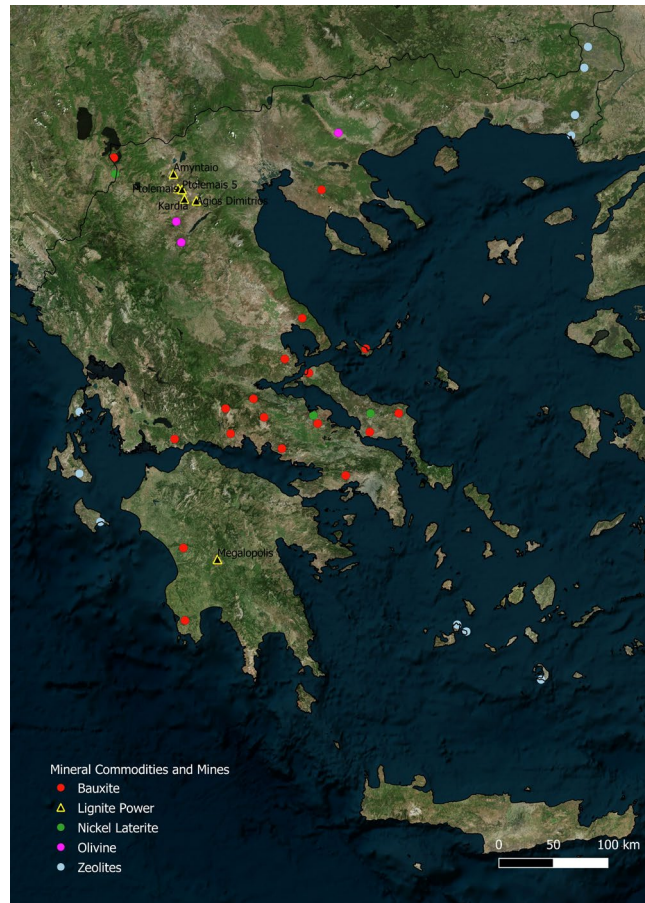 Amyntaio
Ptolemais
Ptolemais 5
Kardia
Agios Dimitrios
Megalopolis
Mineral Commodities and Mines
Bauxite
Lignite Power
Nickel Laterite
Olivine
Zeolites
0 50 100 km